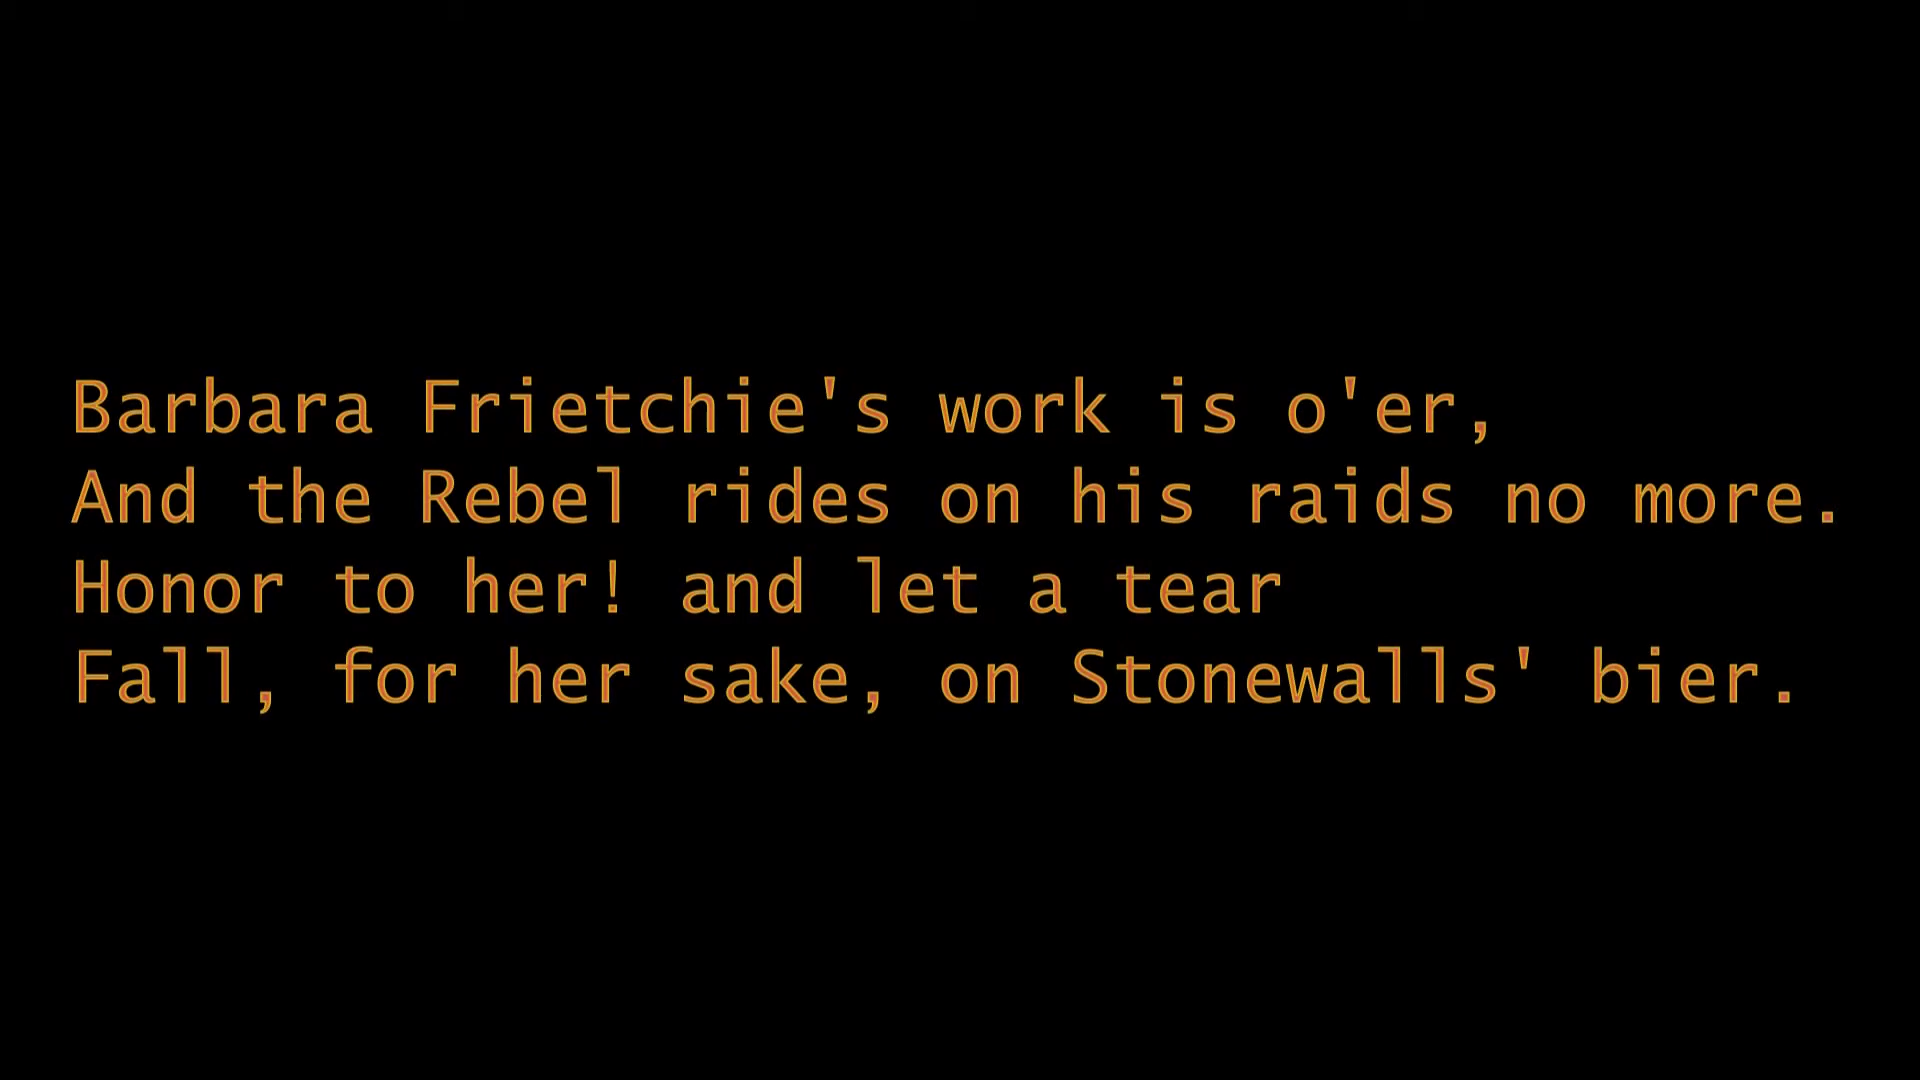 Barbara Frietchie's work is o'er,
And the Rebel rides on his raids no more.
Honor to her! and let a tear
Fall, for her sake, on Stonewalls' bier.